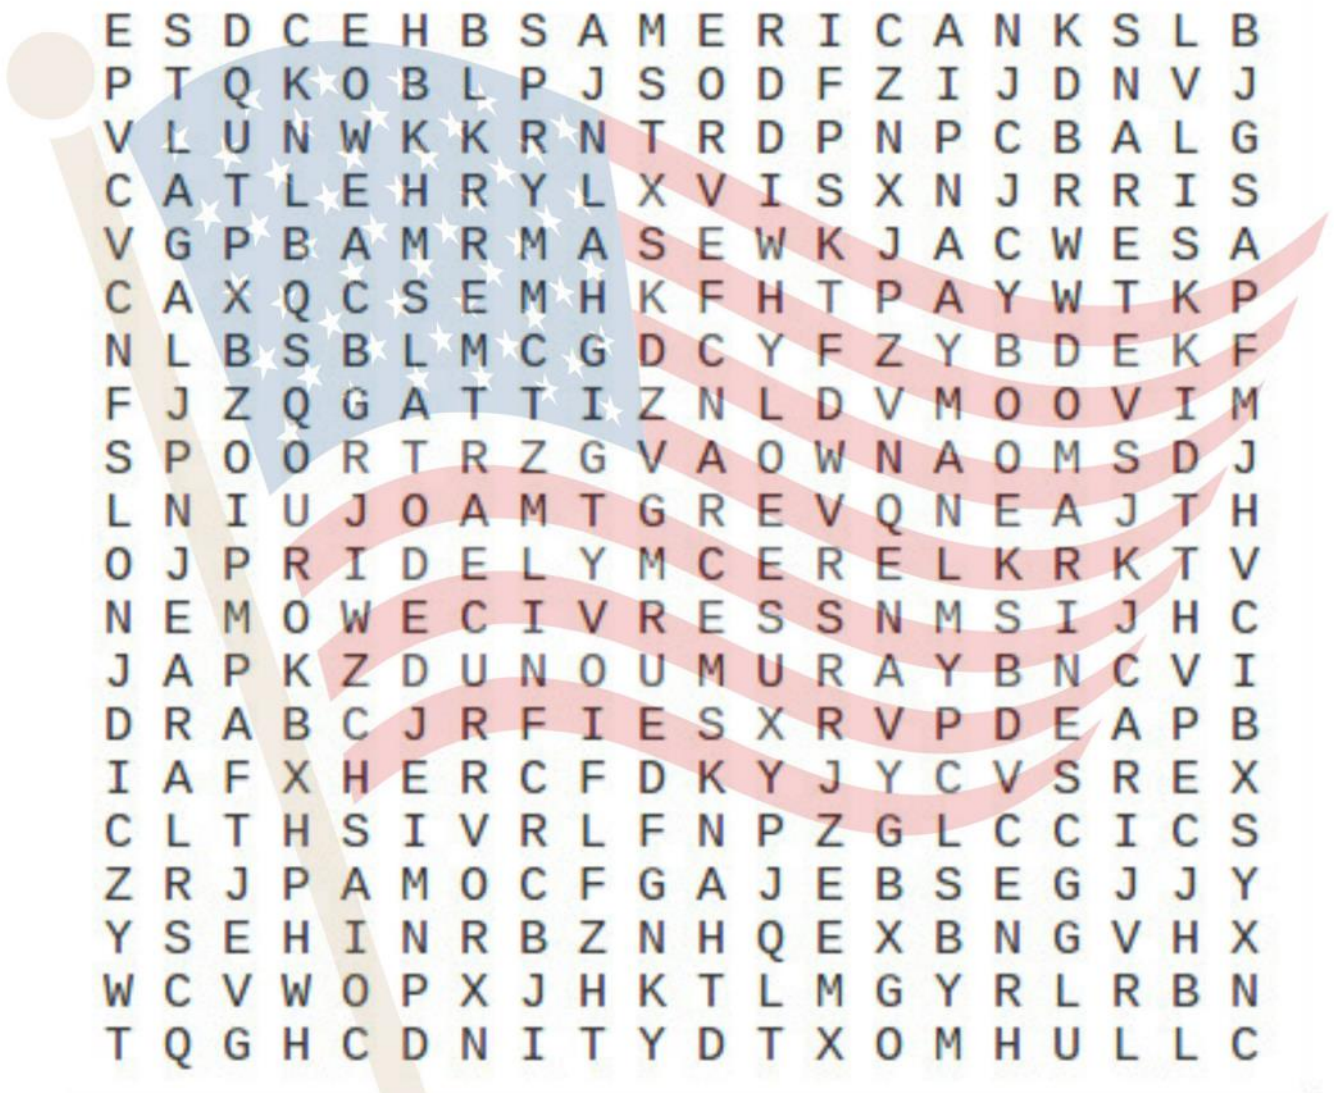 E S D C E H B S A M E R I C A N K S L B
P T Q K O B L P J S O D F Z I J D N V J
V L U N W K K R N T R D P N P C B A L G
C A T L E H R Y L X V I S X N J R R I S
V G P B A M R M A S E W K J A C W E S A
C A X Q C S E M H K F H T P A Y W T K P
N L B S B L M C G D C Y F Z Y B D E K F
F J Z Q G A T T I Z N L D V M O O V I M
S P O O R T R Z G V A O W N A O M S D J
L N I U J O A M T G R E V Q N E A J T H
O J P R I D E L Y M C E R E L K R K T V
N E M O W E C I V R E S S N M S I J H C
J A P K Z D U N O U M U R A Y B N C V I
D R A B C J R F I E S X R V P D E A P B
I A F X H E R C F D K Y J Y C V S R E X
C L T H S I V R L F N P Z G L C C I C S
Z R J P A M O C F G A J E B S E G J J Y
Y S E H I N R B Z N H Q E X B N G V H X
W C V W O P X J H K T L M G Y R L R B N
T Q G H C D N I T Y D T X O M H U L L C